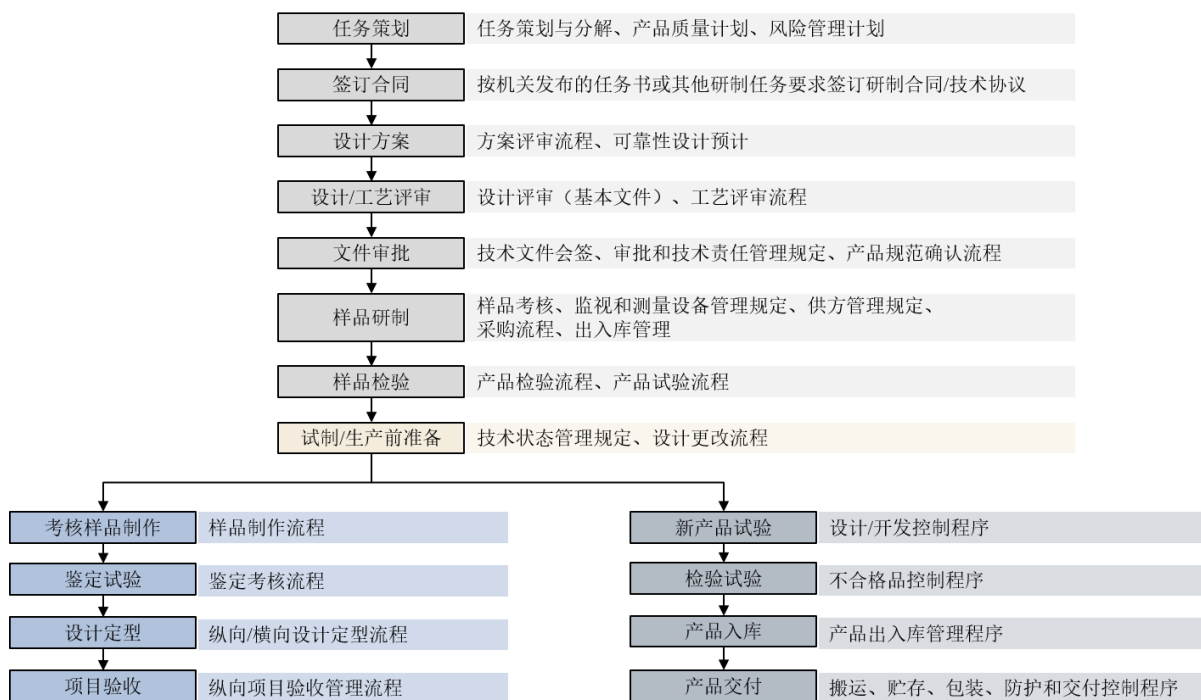 任务策划
任务策划与分解、产品质量计划、风险管理计划
签订合同
按机关发布的任务书或其他研制任务要求签订研制合同/技术协议
设计方案
方案评审流程、可靠性设计预计
设计/工艺评审
设计评审（基本文件）、工艺评审流程
文件审批
技术文件会签、审批和技术责任管理规定、产品规范确认流程
样品研制
样品考核、监视和测量设备管理规定、供方管理规定、
采购流程、出入库管理
样品检验
产品检验流程、产品试验流程
试制/生产前准备
技术状态管理规定、设计更改流程
考核样品制作
样品制作流程
鉴定试验
鉴定考核流程
设计定型
纵向/横向设计定型流程
项目验收
纵向项目验收管理流程
新产品试验
设计/开发控制程序
检验试验
不合格品控制程序
产品入库
产品出入库管理程序
产品交付
搬运、贮存、包装、防护和交付控制程序